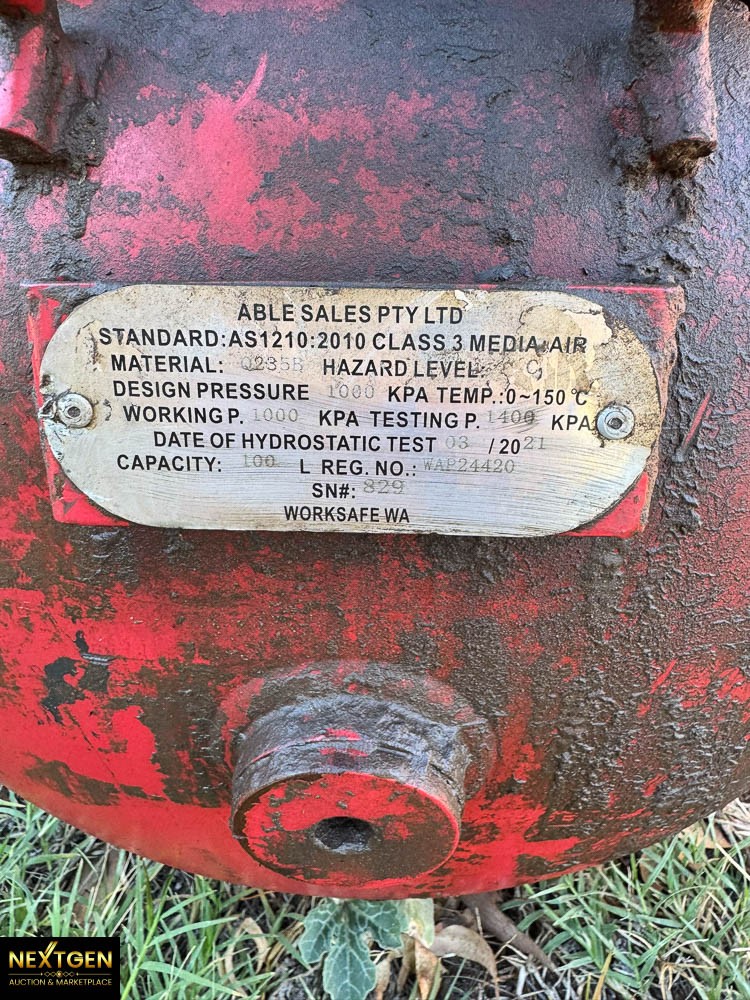 ABLE SALES PTY LTD
STANDARD:AS1210:2010 CLASS 3 MEDIA:AIR
MATERIAL: Q235B HAZARD LEVEL: C
DESIGN PRESSURE 1000 KPA TEMP.:0~150°C
WORKING P. 1000 KPA TESTING P. 1400 KPA
DATE OF HYDROSTATIC TEST 03 /2021
CAPACITY: 100 L REG. NO.: WAP24420
SN#: 829
WORKSAFE WA
NEXTGEN
AUCTION & MARKETPLACE